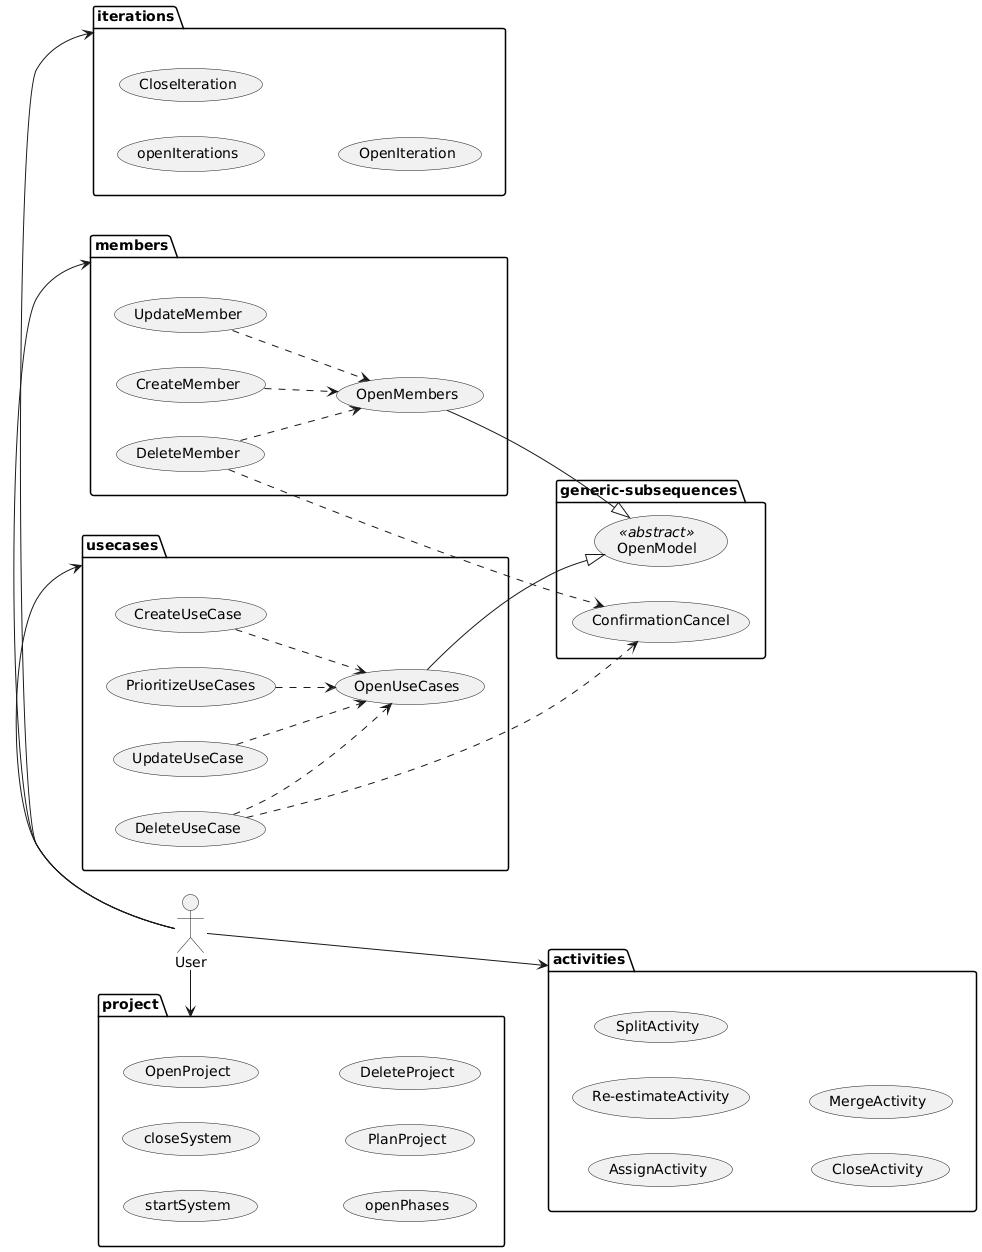 iterations
CloseIteration
openIterations
OpenIteration
members
UpdateMember
CreateMember
OpenMembers
DeleteMember
generic-subsequences
«abstract»
OpenModel
ConfirmationCancel
usecases
CreateUseCase
PrioritizeUseCases
OpenUseCases
UpdateUseCase
DeleteUseCase
User
activities
SplitActivity
Re-estimateActivity
MergeActivity
AssignActivity
CloseActivity
project
OpenProject
DeleteProject
closeSystem
PlanProject
startSystem
openPhases